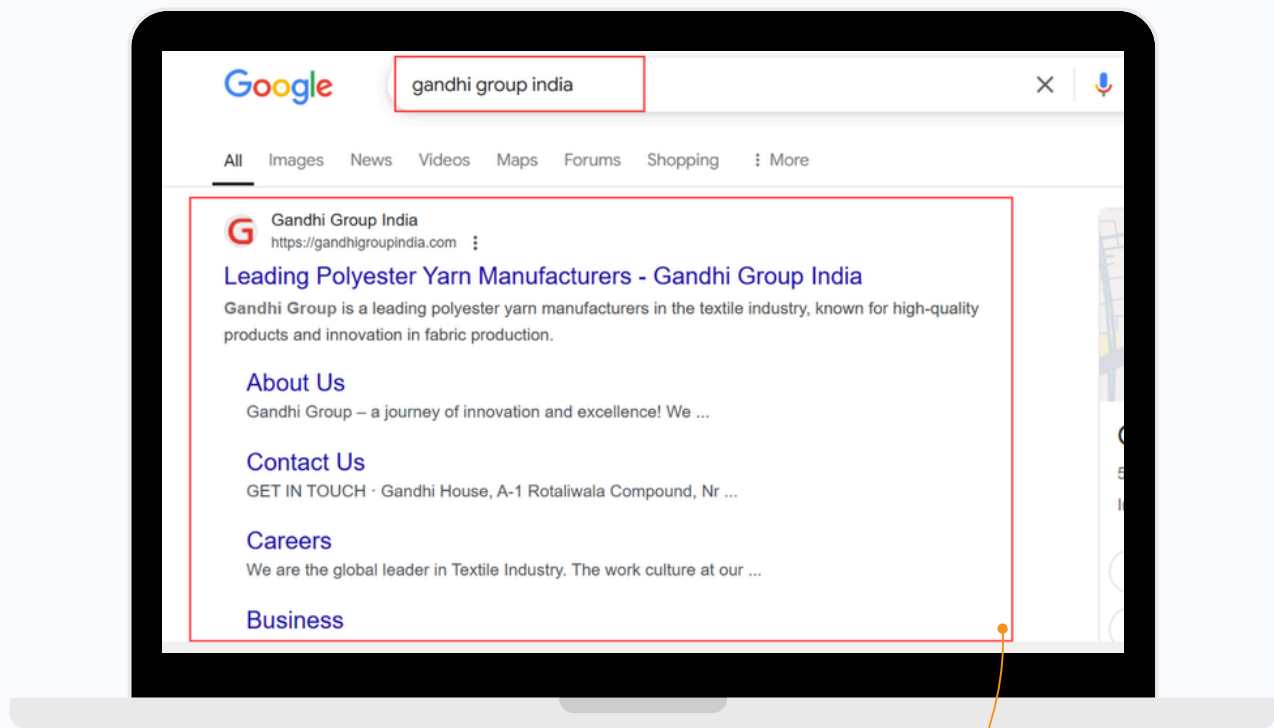 Google
gandhi group india
All Images News Videos Maps Forums Shopping More
Gandhi Group India
https://gandhigroupindia.com
Leading Polyester Yarn Manufacturers - Gandhi Group India
Gandhi Group is a leading polyester yarn manufacturers in the textile industry, known for high-quality
products and innovation in fabric production.
About Us
Gandhi Group – a journey of innovation and excellence! We ...
Contact Us
GET IN TOUCH · Gandhi House, A-1 Rotaliwala Compound, Nr ...
Careers
We are the global leader in Textile Industry. The work culture at our ...
Business